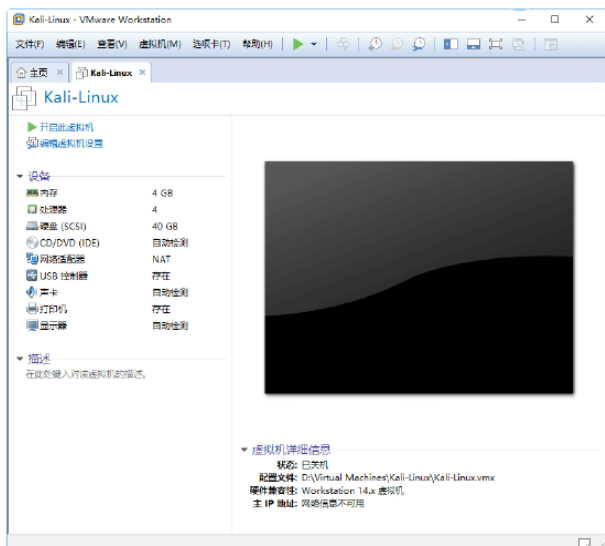 Kali-Linux - VMware Workstation
文件(F) 编辑(E) 查看(V) 虚拟机(M) 选项卡(T) 帮助(H)
主页 Kali-Linux
Kali-Linux
开启此虚拟机
编辑虚拟机设置
设备
内存 4 GB
处理器 4
硬盘 (SCSI) 40 GB
CD/DVD (IDE) 自动检测
网络适配器 NAT
USB 控制器 存在
声卡 自动检测
打印机 存在
显示器 自动检测
描述
在此处键入对该虚拟机的描述。
虚拟机详细信息
状态: 已关机
配置文件: D:\Virtual Machines\Kali-Linux\Kali-Linux.vmx
硬件兼容性: Workstation 14.x 虚拟机
主 IP 地址: 网络信息不可用